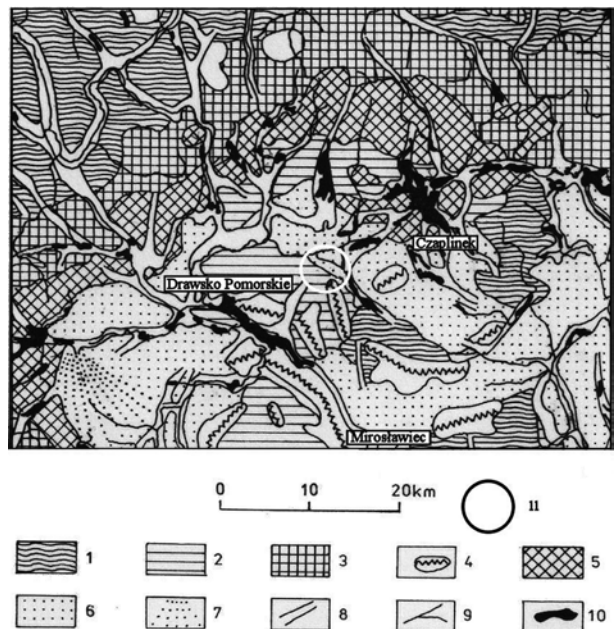 Czaplinek
Drawsko Pomorskie
Mirosławiec
0 10 20km
11
1 2 3 4 5
6 7 8 9 10